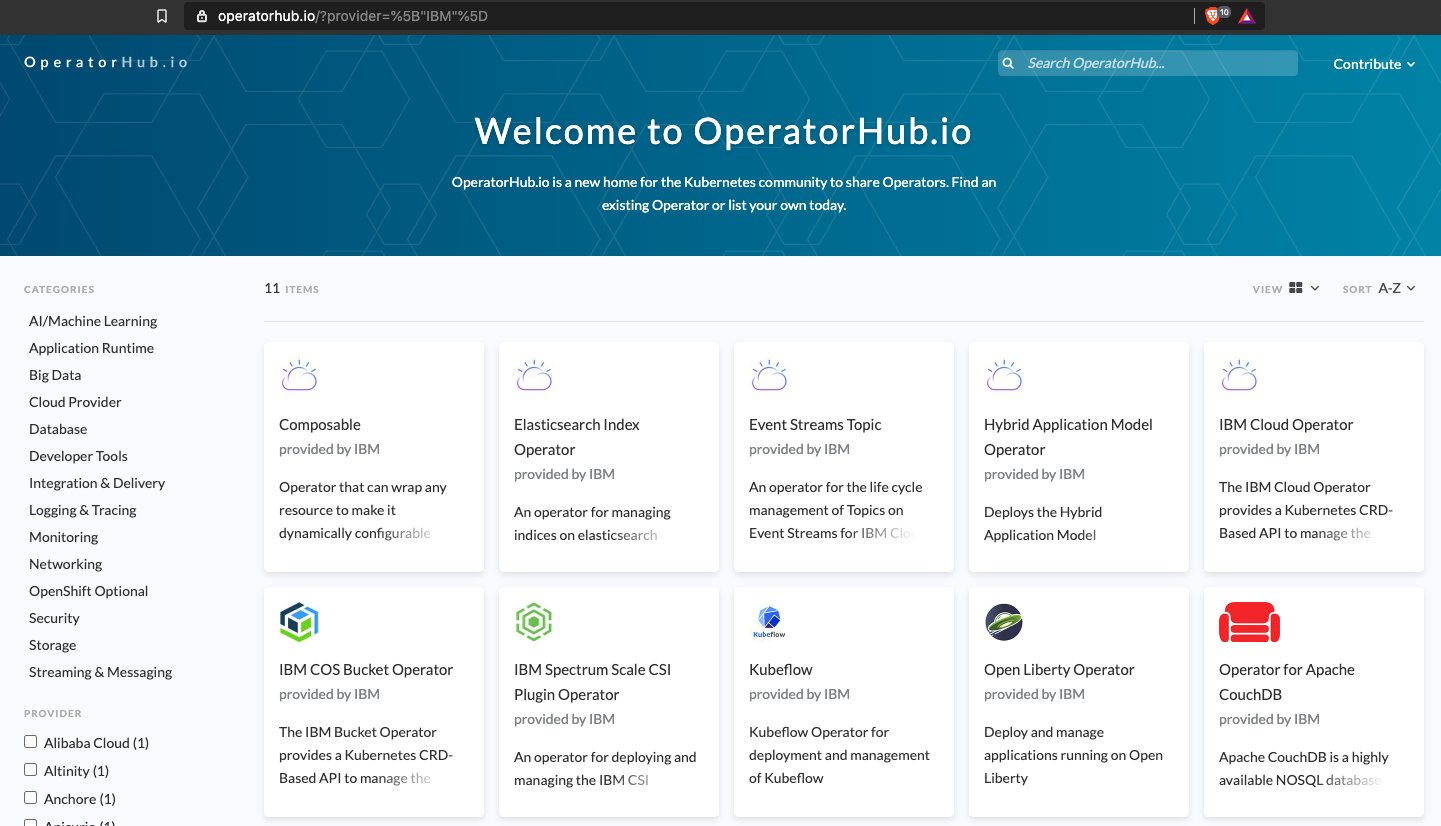 operatorhub.io/?provider=%5B"IBM"%5D
10
OperatorHub.io
Search OperatorHub...
Contribute
Welcome to OperatorHub.io
OperatorHub.io is a new home for the Kubernetes community to share Operators. Find an
existing Operator or list your own today.
CATEGORIES
AI/Machine Learning
Application Runtime
Big Data
Cloud Provider
Database
Developer Tools
Integration & Delivery
Logging & Tracing
Monitoring
Networking
OpenShift Optional
Security
Storage
Streaming & Messaging
PROVIDER
Alibaba Cloud (1)
Altinity (1)
Anchore (1)
11 ITEMS
VIEW
SORT A-Z
Composable
provided by IBM
Operator that can wrap any
resource to make it
dynamically configurable
Elasticsearch Index
Operator
provided by IBM
An operator for managing
indices on elasticsearch
Event Streams Topic
provided by IBM
An operator for the life cycle
management of Topics on
Event Streams for IBM
Hybrid Application Model
Operator
provided by IBM
Deploys the Hybrid
Application Model
IBM Cloud Operator
provided by IBM
The IBM Cloud Operator
provides a Kubernetes CRD-
Based API to manage the
IBM COS Bucket Operator
provided by IBM
The IBM Bucket Operator
provides a Kubernetes CRD-
Based API to manage the
IBM Spectrum Scale CSI
Plugin Operator
provided by IBM
An operator for deploying and
managing the IBM CSI
Kubeflow
Kubeflow
provided by IBM
Kubeflow Operator for
deployment and management
of Kubeflow
Open Liberty Operator
provided by IBM
Deploy and manage
applications running on Open
Liberty
Operator for Apache
CouchDB
provided by IBM
Apache CouchDB is a highly
available NOSQL database